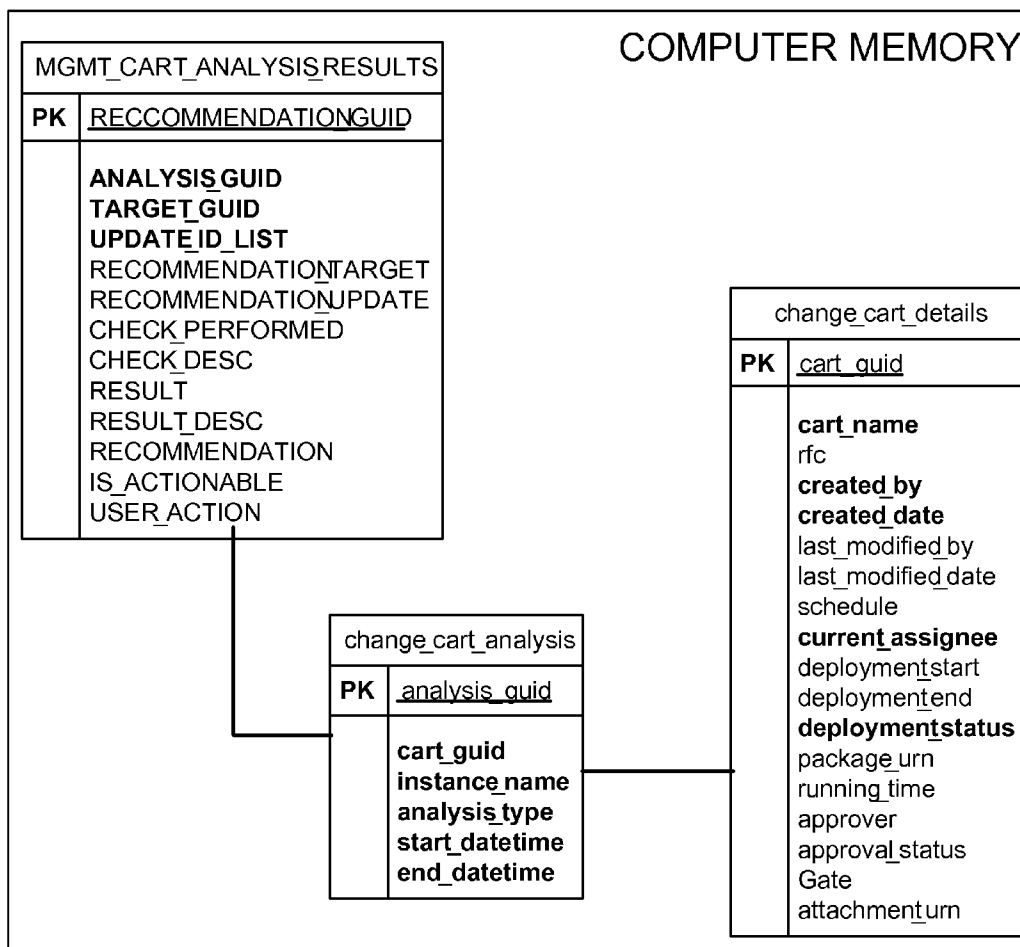 COMPUTER MEMORY
MGMT_CART_ANALYSIS_RESULTS
PK RECCOMMENDATION_GUID
ANALYSIS_GUID
TARGET_GUID
UPDATE_ID_LIST
RECOMMENDATION_TARGET
RECOMMENDATION_UPDATE
CHECK_PERFORMED
CHECK_DESC
RESULT
RESULT_DESC
RECOMMENDATION
IS_ACTIONABLE
USER_ACTION
change_cart_analysis
PK analysis_guid
cart_guid
instance_name
analysis_type
start_datetime
end_datetime
change_cart_details
PK cart_guid
cart_name
rfc
created_by
created_date
last_modified_by
last_modified_date
schedule
current_assignee
deployment_start
deployment_end
deployment_status
package_urn
running_time
approver
approval_status
Gate
attachment_urn